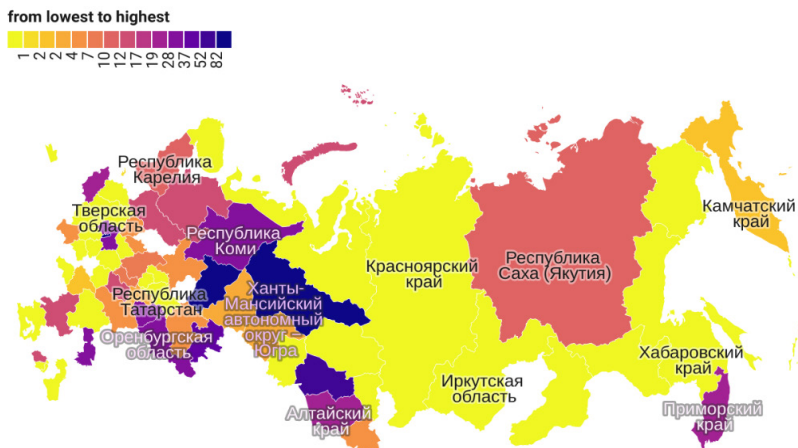 from lowest to highest
1 2 2 4 7 10 12 17 19 28 37 52 82
Республика
Карелия
Тверская
область
Республика
Коми
Камчатский
край
Красноярский
край
Республика
Саха (Якутия)
Республика
Татарстан
Ханты-
Мансийский
автономный
округ -
Югра
Оренбургская
область
Хабаровский
край
Иркутская
область
Алтайский
край
Приморский
край